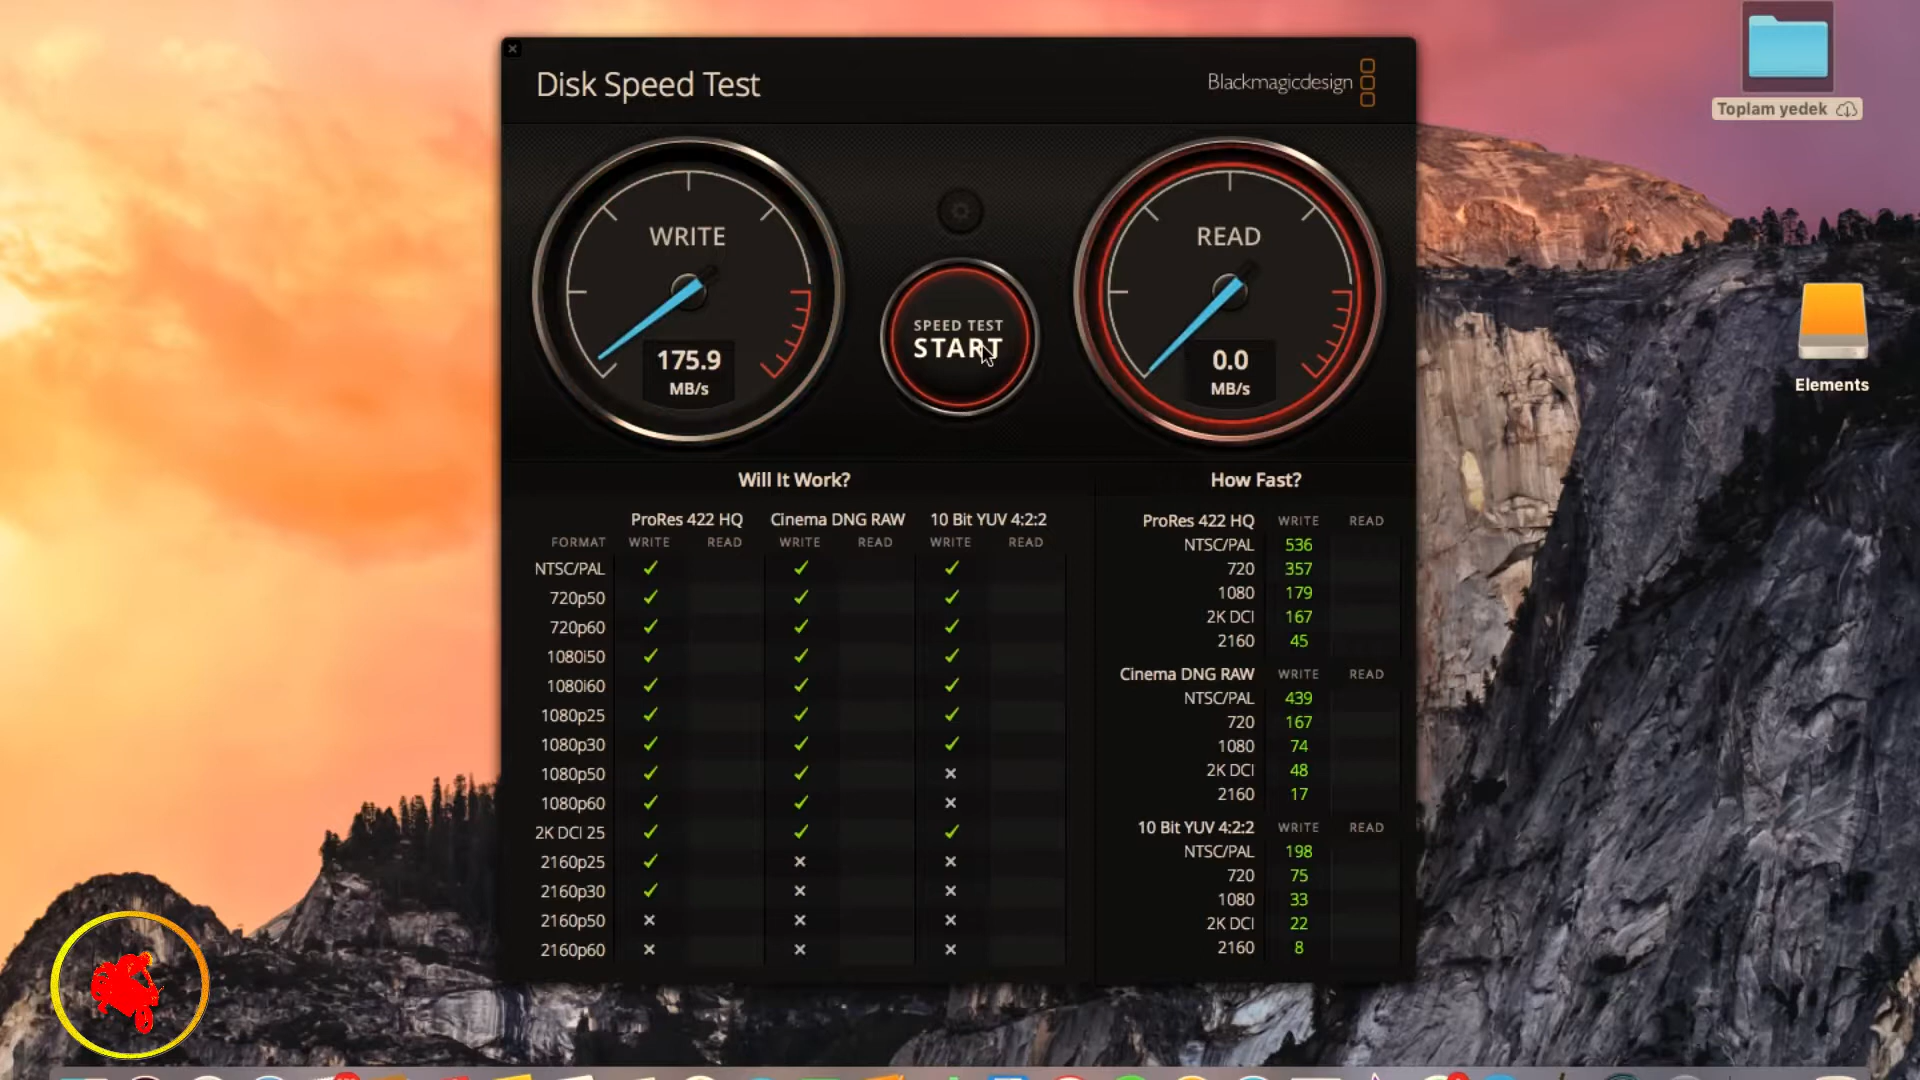 Disk Speed Test
Blackmagicdesign
Toplam yedek
WRITE
175.9
MB/s
SPEED TEST
START
READ
0.0
MB/s
Elements
Will It Work?
ProRes 422 HQ Cinema DNG RAW 10 Bit YUV 4:2:2
FORMAT WRITE READ WRITE READ WRITE READ
NTSC/PAL ✓ ✓ ✓
720p50 ✓ ✓ ✓
720p60 ✓ ✓ ✓
1080i50 ✓ ✓ ✓
1080i60 ✓ ✓ ✓
1080p25 ✓ ✓ ✓
1080p30 ✓ ✓ ✓
1080p50 ✓ ✓ ×
1080p60 ✓ ✓ ×
2K DCI 25 ✓ ✓ ✓
2160p25 ✓ × ×
2160p30 ✓ × ×
2160p50 × × ×
2160p60 × × ×
How Fast?
ProRes 422 HQ WRITE READ
NTSC/PAL 536
720 357
1080 179
2K DCI 167
2160 45
Cinema DNG RAW WRITE READ
NTSC/PAL 439
720 167
1080 74
2K DCI 48
2160 17
10 Bit YUV 4:2:2 WRITE READ
NTSC/PAL 198
720 75
1080 33
2K DCI 22
2160 8